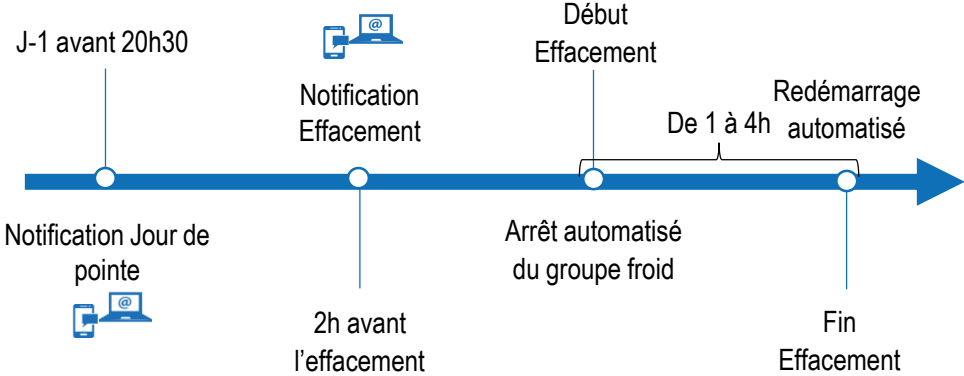 J-1 avant 20h30
Notification Jour de
pointe
@
@
Notification
Effacement
2h avant
l'effacement
Début
Effacement
Arrêt automatisé
du groupe froid
De 1 à 4h
Redémarrage
automatisé
Fin
Effacement